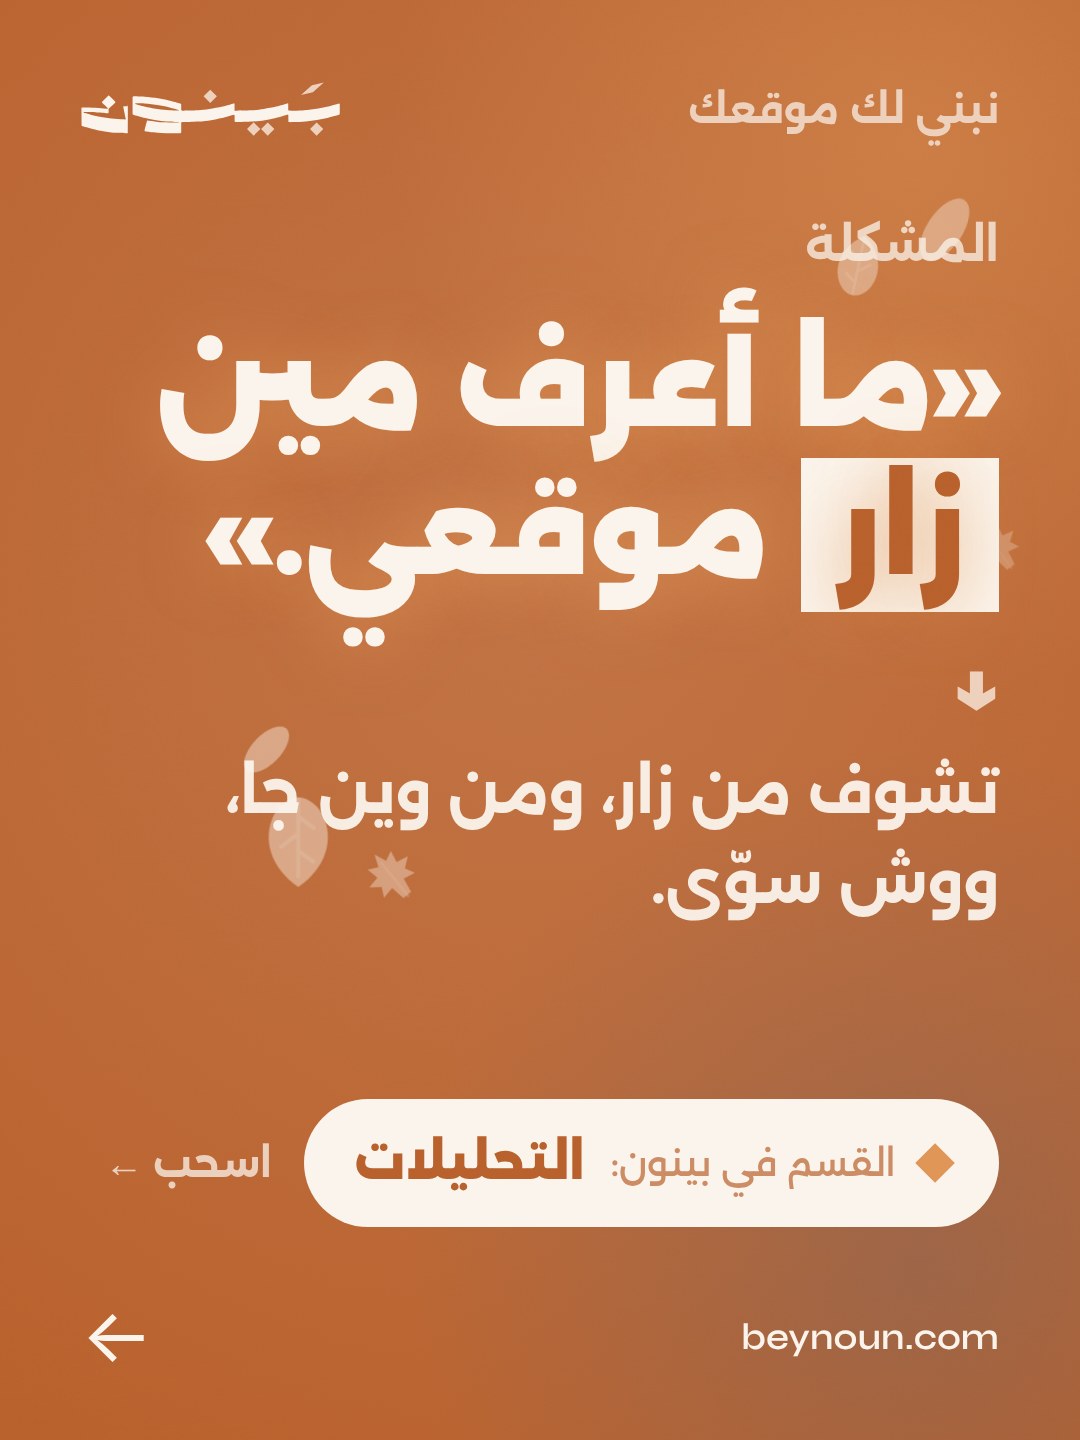 نبني لك موقعك
بَينون
المشكلة
«ما أعرف مين
زار موقعي.»
تشوف من زار، ومن وين جا،
ووش سوّى.
القسم في بينون: التحليلات
اسحب ←
beynoun.com